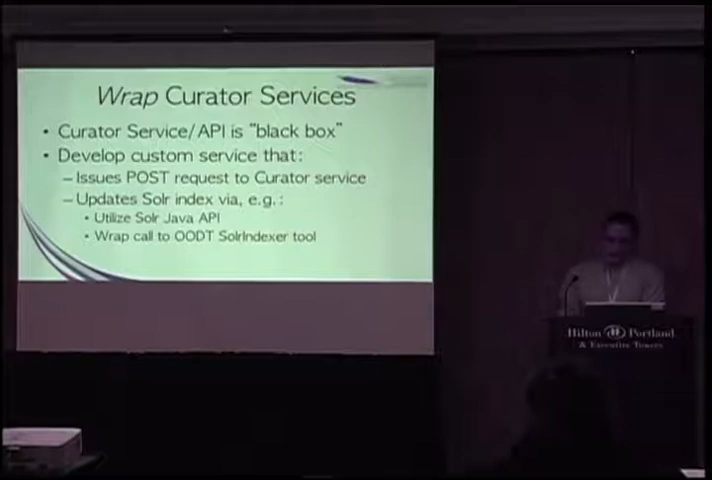 Wrap Curator Services
• Curator Service/API is "black box"
• Develop custom service that:
– Issues POST request to Curator service
– Updates Solr index via, e.g.:
• Utilize Solr Java API
• Wrap call to OODT SolrIndexer tool
Hilton Portland
& Executive Tower